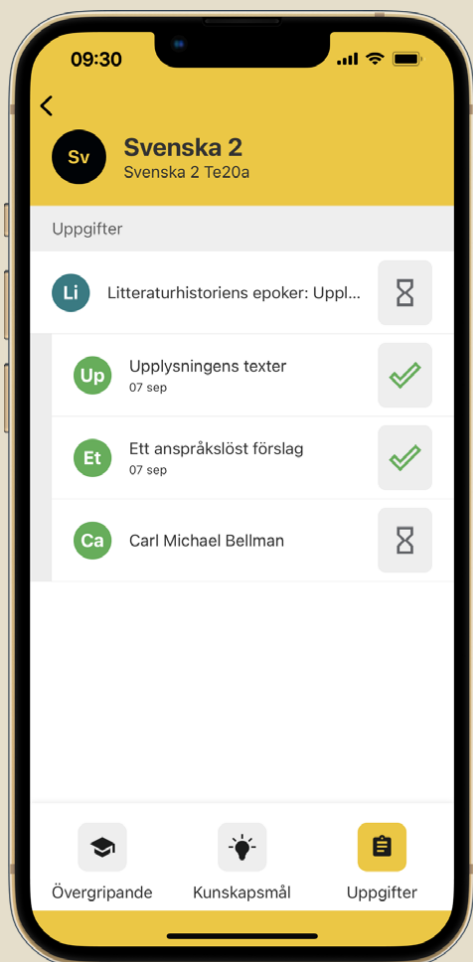 09:30
Sv
Svenska 2
Svenska 2 Te20a
Uppgifter
Li
Litteraturhistoriens epoker: Uppl...
Up
Upplysningens texter
07 sep
Et
Ett anspråkslöst förslag
07 sep
Ca
Carl Michael Bellman
Övergripande
Kunskapsmål
Uppgifter